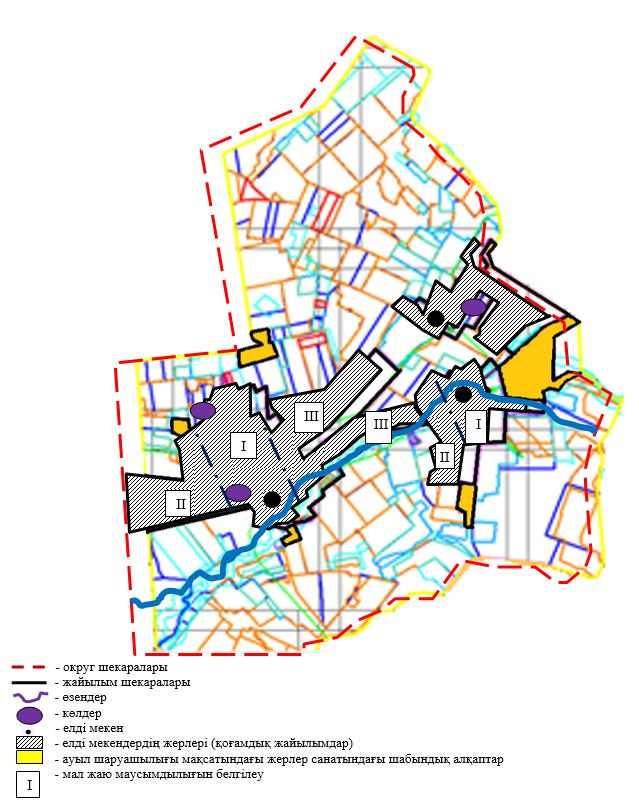 III
III
I
I
II
II
- округ шекаралары
- жайылым шекаралары
- өзендер
- көлдер
- елді мекен
- елді мекендердің жерлері (қоғамдық жайылымдар)
- ауыл шаруашылығы мақсатындағы жерлер санатындағы шабындық алқаптар
I - мал жаю маусымдылығын белгілеу